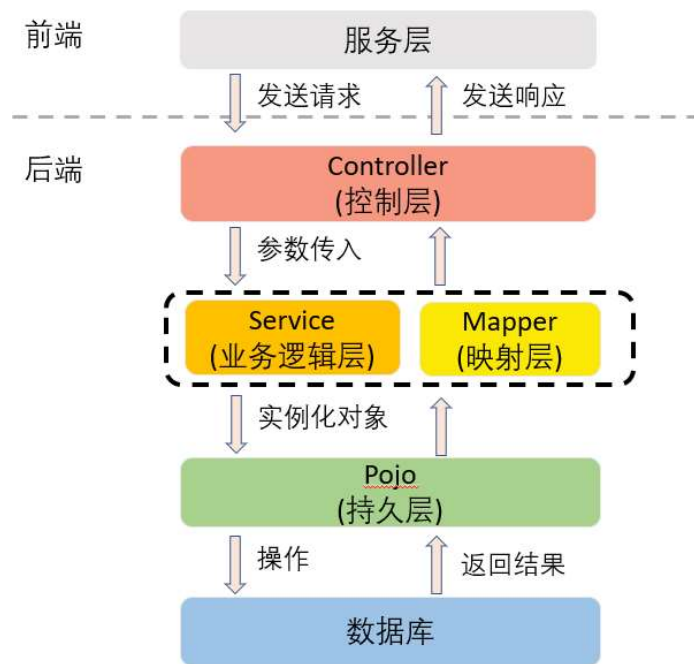 前端
服务层
发送请求
发送响应
后端
Controller
(控制层)
参数传入
Service
(业务逻辑层)
Mapper
(映射层)
实例化对象
Pojo
(持久层)
操作
返回结果
数据库